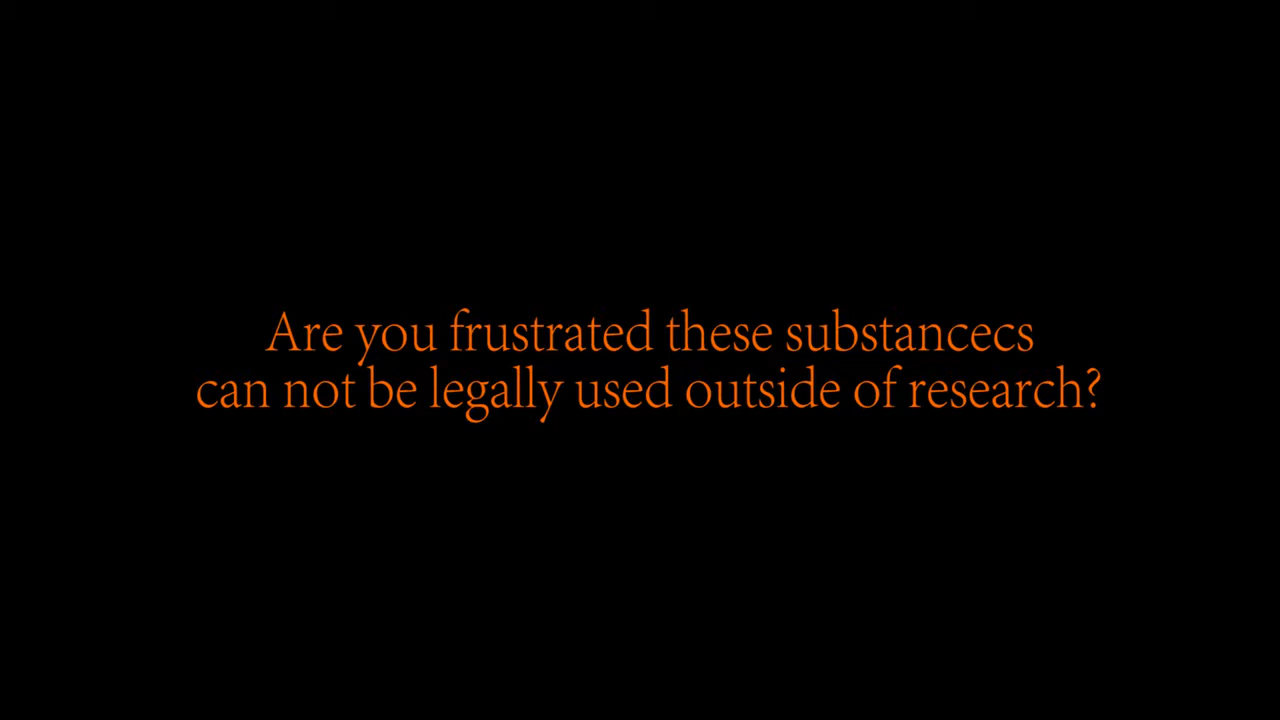 Are you frustrated these substancecs
can not be legally used outside of research?